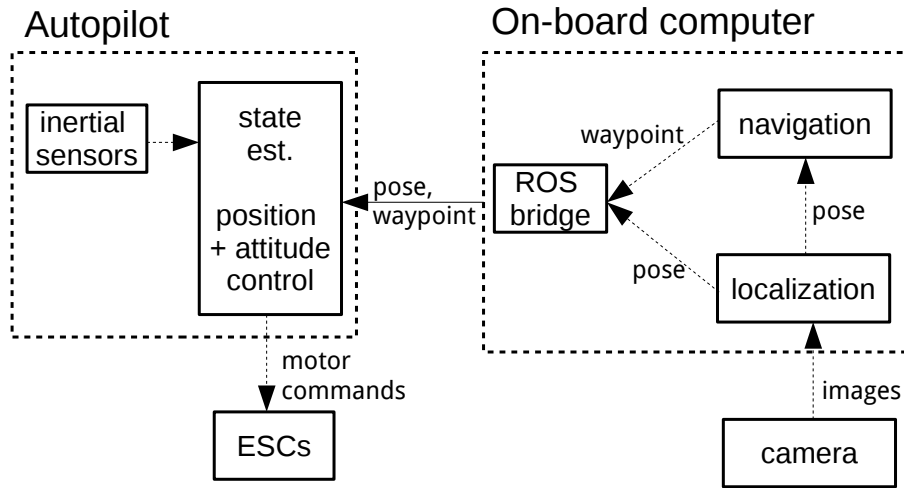 Autopilot
On-board computer
inertial
sensors
state
est.
position
+ attitude
control
pose,
waypoint
ROS
bridge
waypoint
navigation
pose
pose
localization
motor
commands
images
ESCs
camera